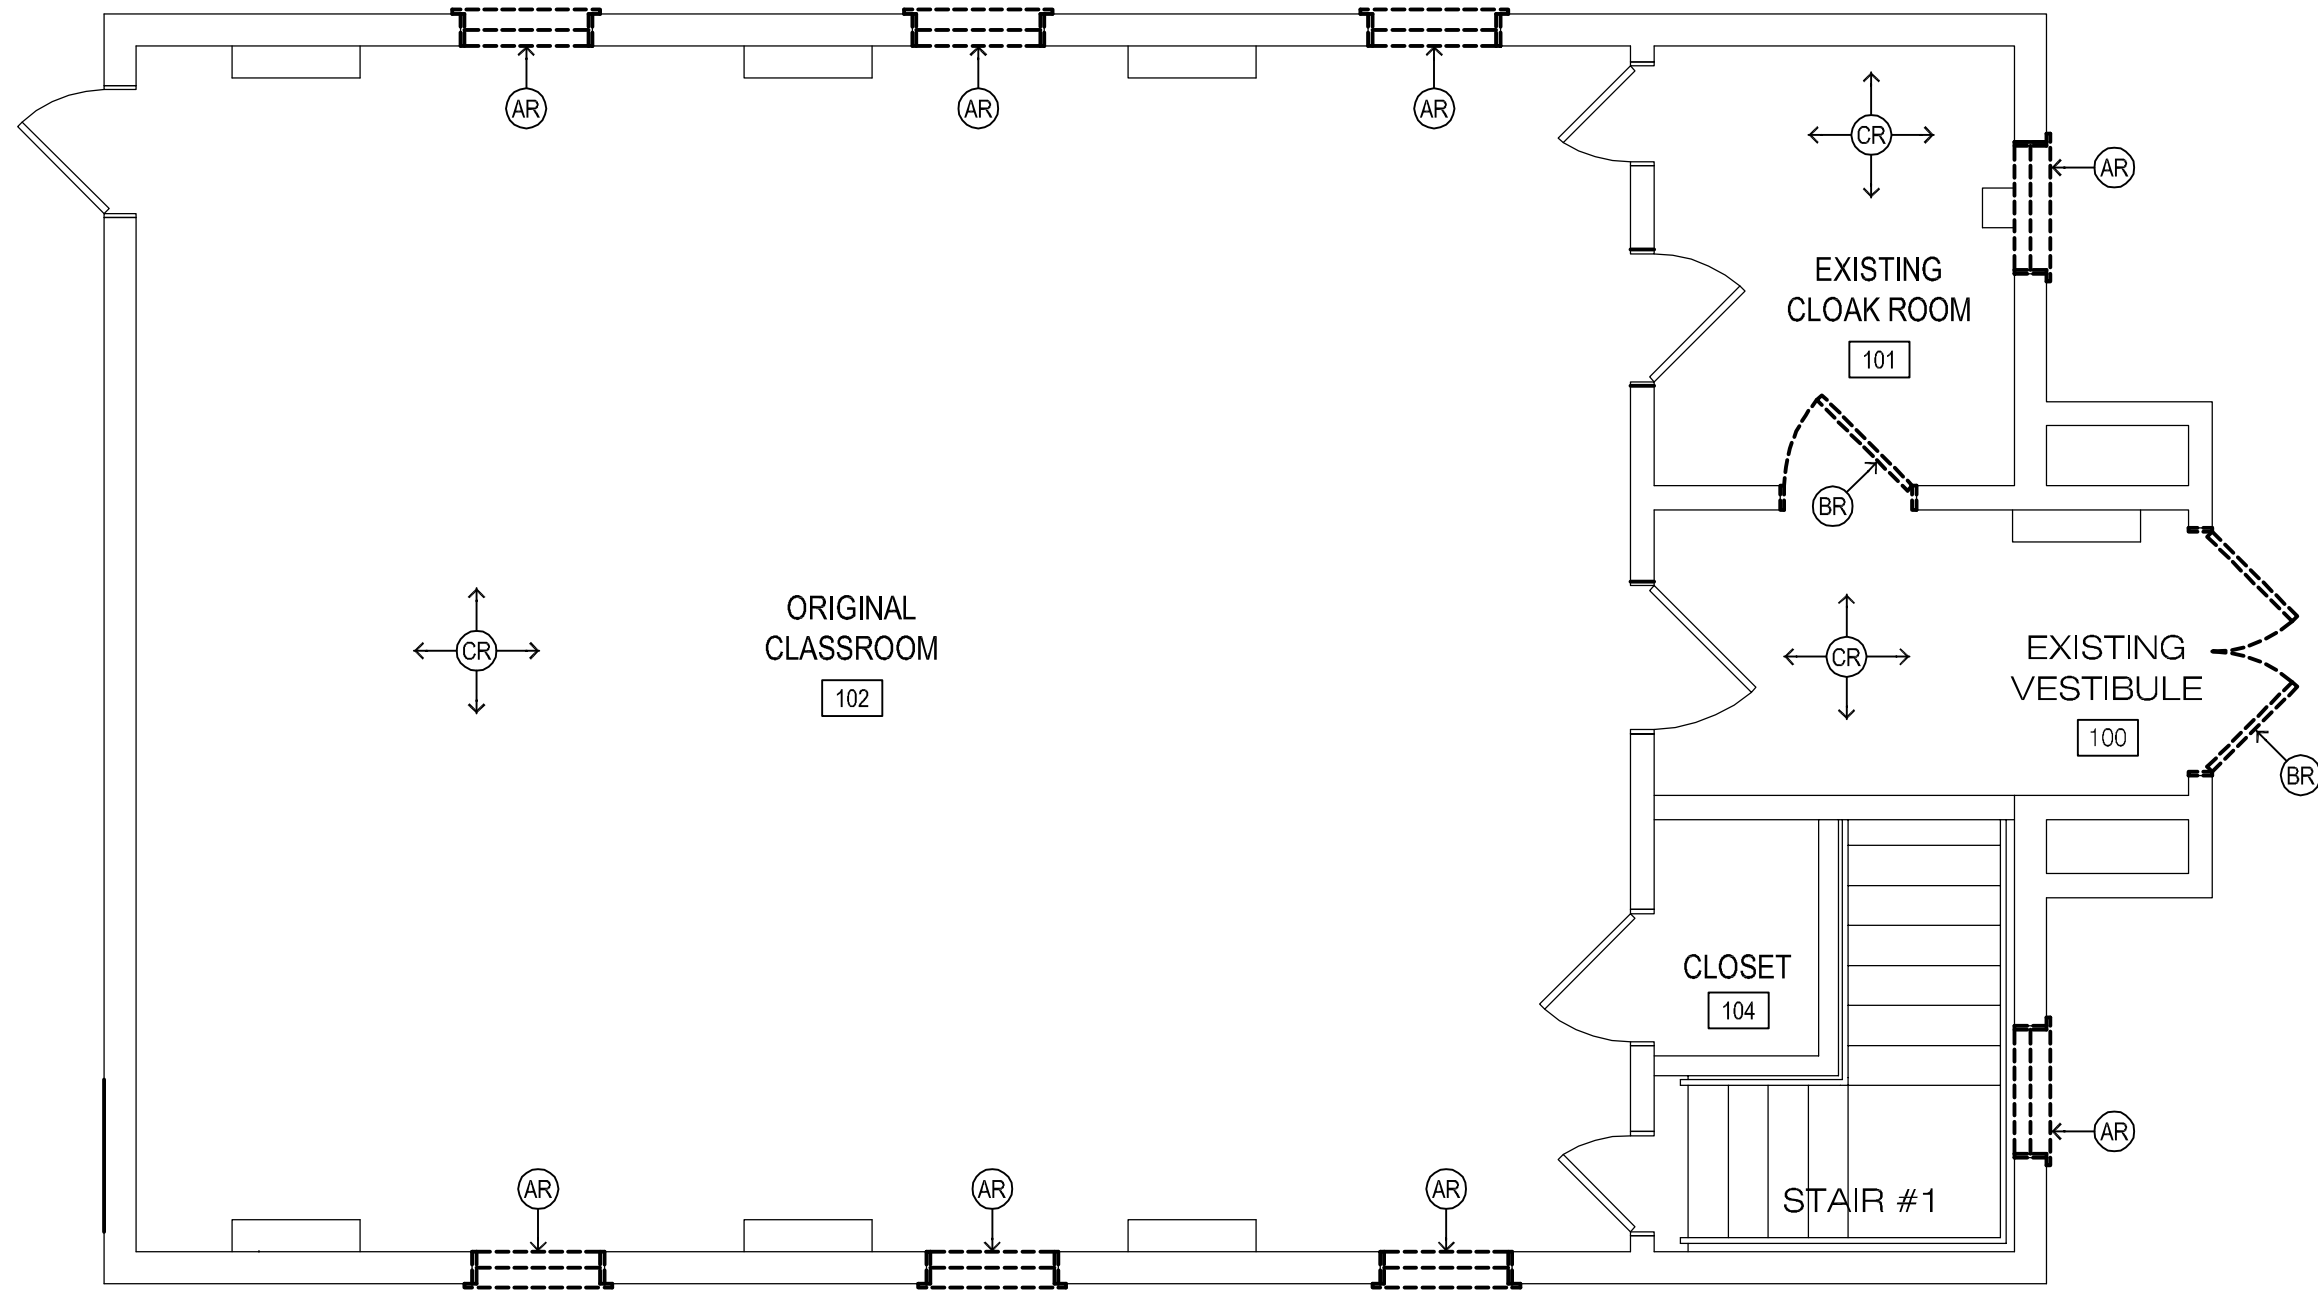 AR
AR
AR
CR
AR
EXISTING
CLOAK ROOM
101
BR
ORIGINAL
CLASSROOM
102
CR
CR
EXISTING
VESTIBULE
100
BR
CLOSET
104
AR
AR
AR
AR
STAIR #1